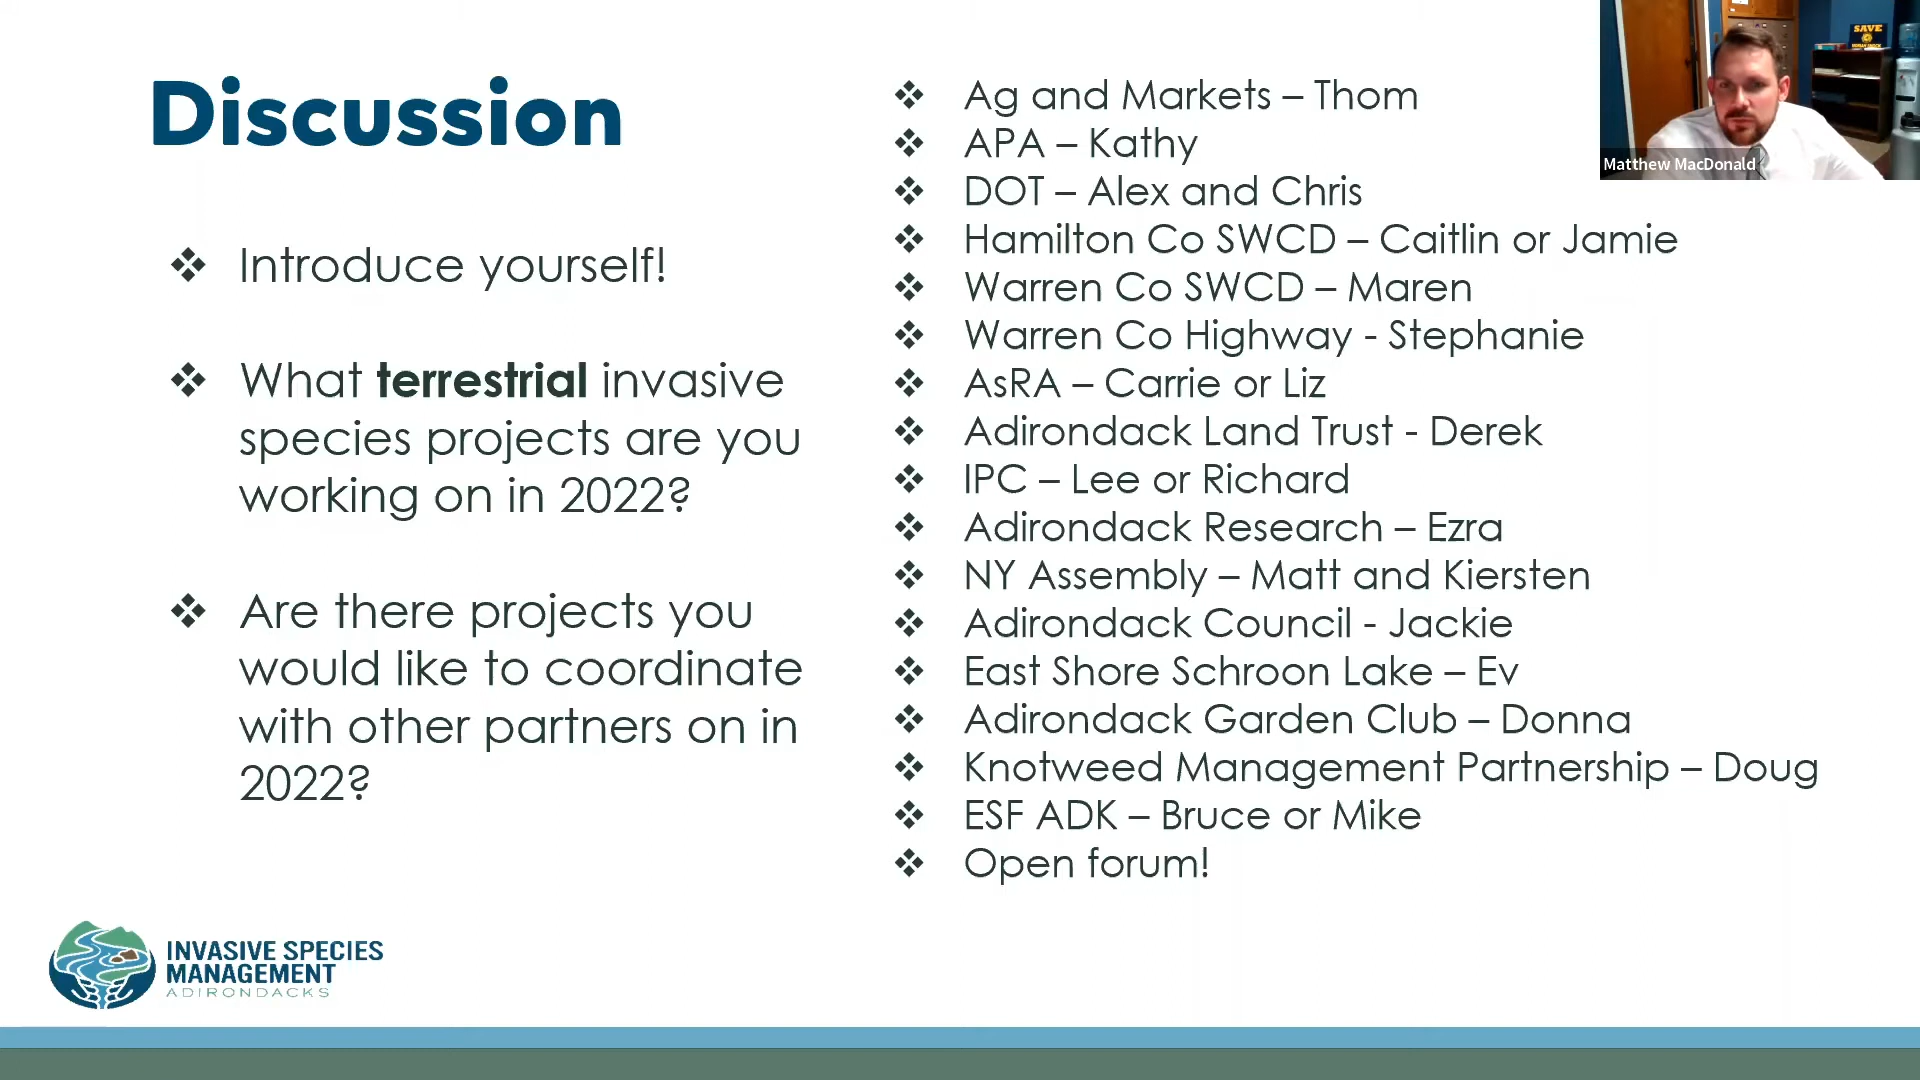 Discussion
Introduce yourself!
What terrestrial invasive
species projects are you
working on in 2022?
Are there projects you
would like to coordinate
with other partners on in
2022?
Ag and Markets – Thom
APA – Kathy
DOT – Alex and Chris
Hamilton Co SWCD – Caitlin or Jamie
Warren Co SWCD – Maren
Warren Co Highway - Stephanie
AsRA – Carrie or Liz
Adirondack Land Trust - Derek
IPC – Lee or Richard
Adirondack Research – Ezra
NY Assembly – Matt and Kiersten
Adirondack Council - Jackie
East Shore Schroon Lake – Ev
Adirondack Garden Club – Donna
Knotweed Management Partnership – Doug
ESF ADK – Bruce or Mike
Open forum!
SAVE
Matthew MacDonald
INVASIVE SPECIES
MANAGEMENT
ADIRONDACKS